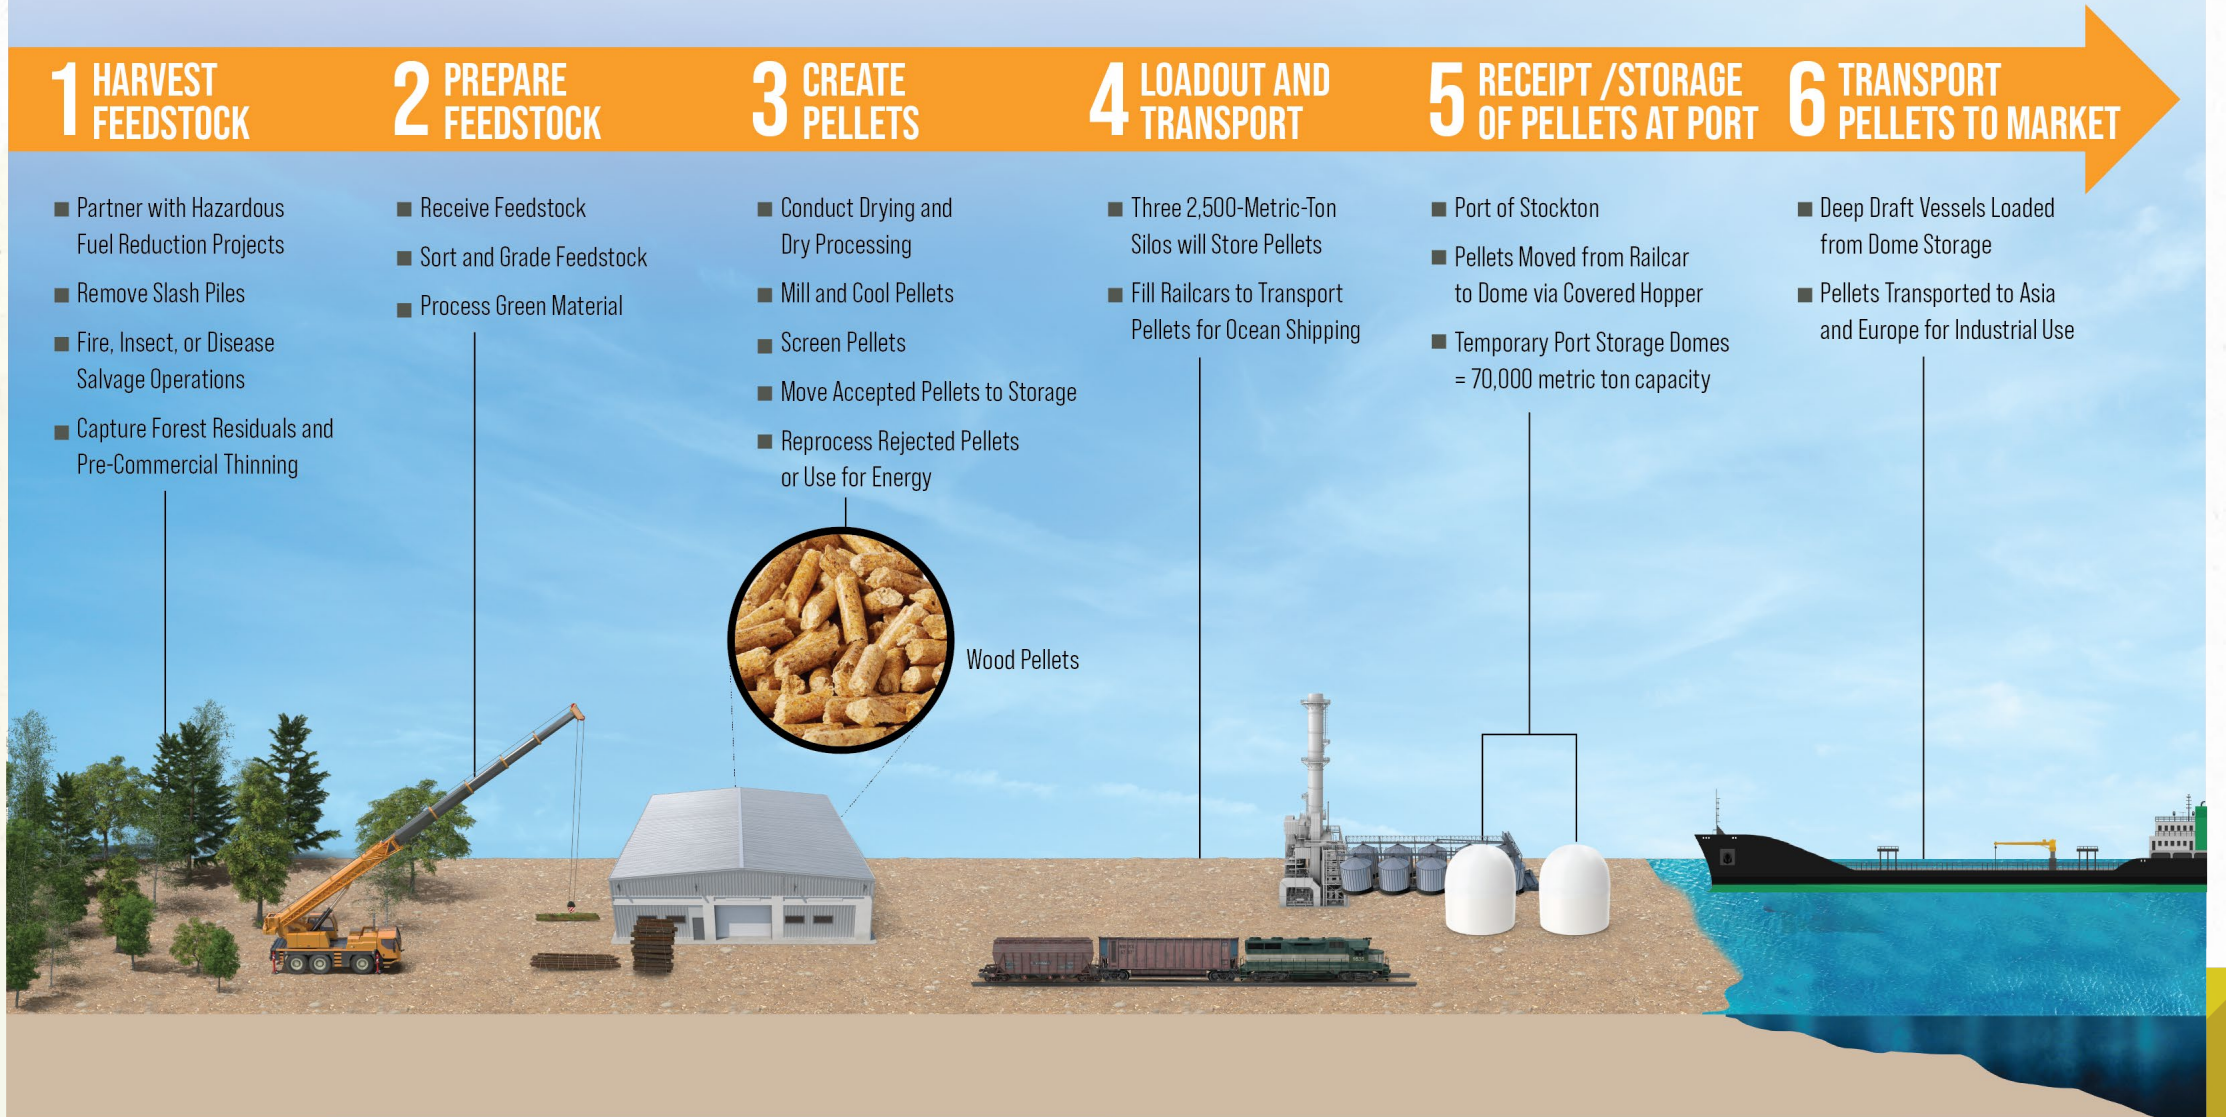 1 HARVEST
FEEDSTOCK
2 PREPARE
FEEDSTOCK
3 CREATE
PELLETS
4 LOADOUT AND
TRANSPORT
5 RECEIPT /STORAGE
OF PELLETS AT PORT
6 TRANSPORT
PELLETS TO MARKET
Partner with Hazardous
Fuel Reduction Projects
Remove Slash Piles
Fire, Insect, or Disease
Salvage Operations
Capture Forest Residuals and
Pre-Commercial Thinning
Receive Feedstock
Sort and Grade Feedstock
Process Green Material
Conduct Drying and
Dry Processing
Mill and Cool Pellets
Screen Pellets
Move Accepted Pellets to Storage
Reprocess Rejected Pellets
or Use for Energy
Wood Pellets
Three 2,500-Metric-Ton
Silos will Store Pellets
Fill Railcars to Transport
Pellets for Ocean Shipping
Port of Stockton
Pellets Moved from Railcar
to Dome via Covered Hopper
Temporary Port Storage Domes
= 70,000 metric ton capacity
Deep Draft Vessels Loaded
from Dome Storage
Pellets Transported to Asia
and Europe for Industrial Use